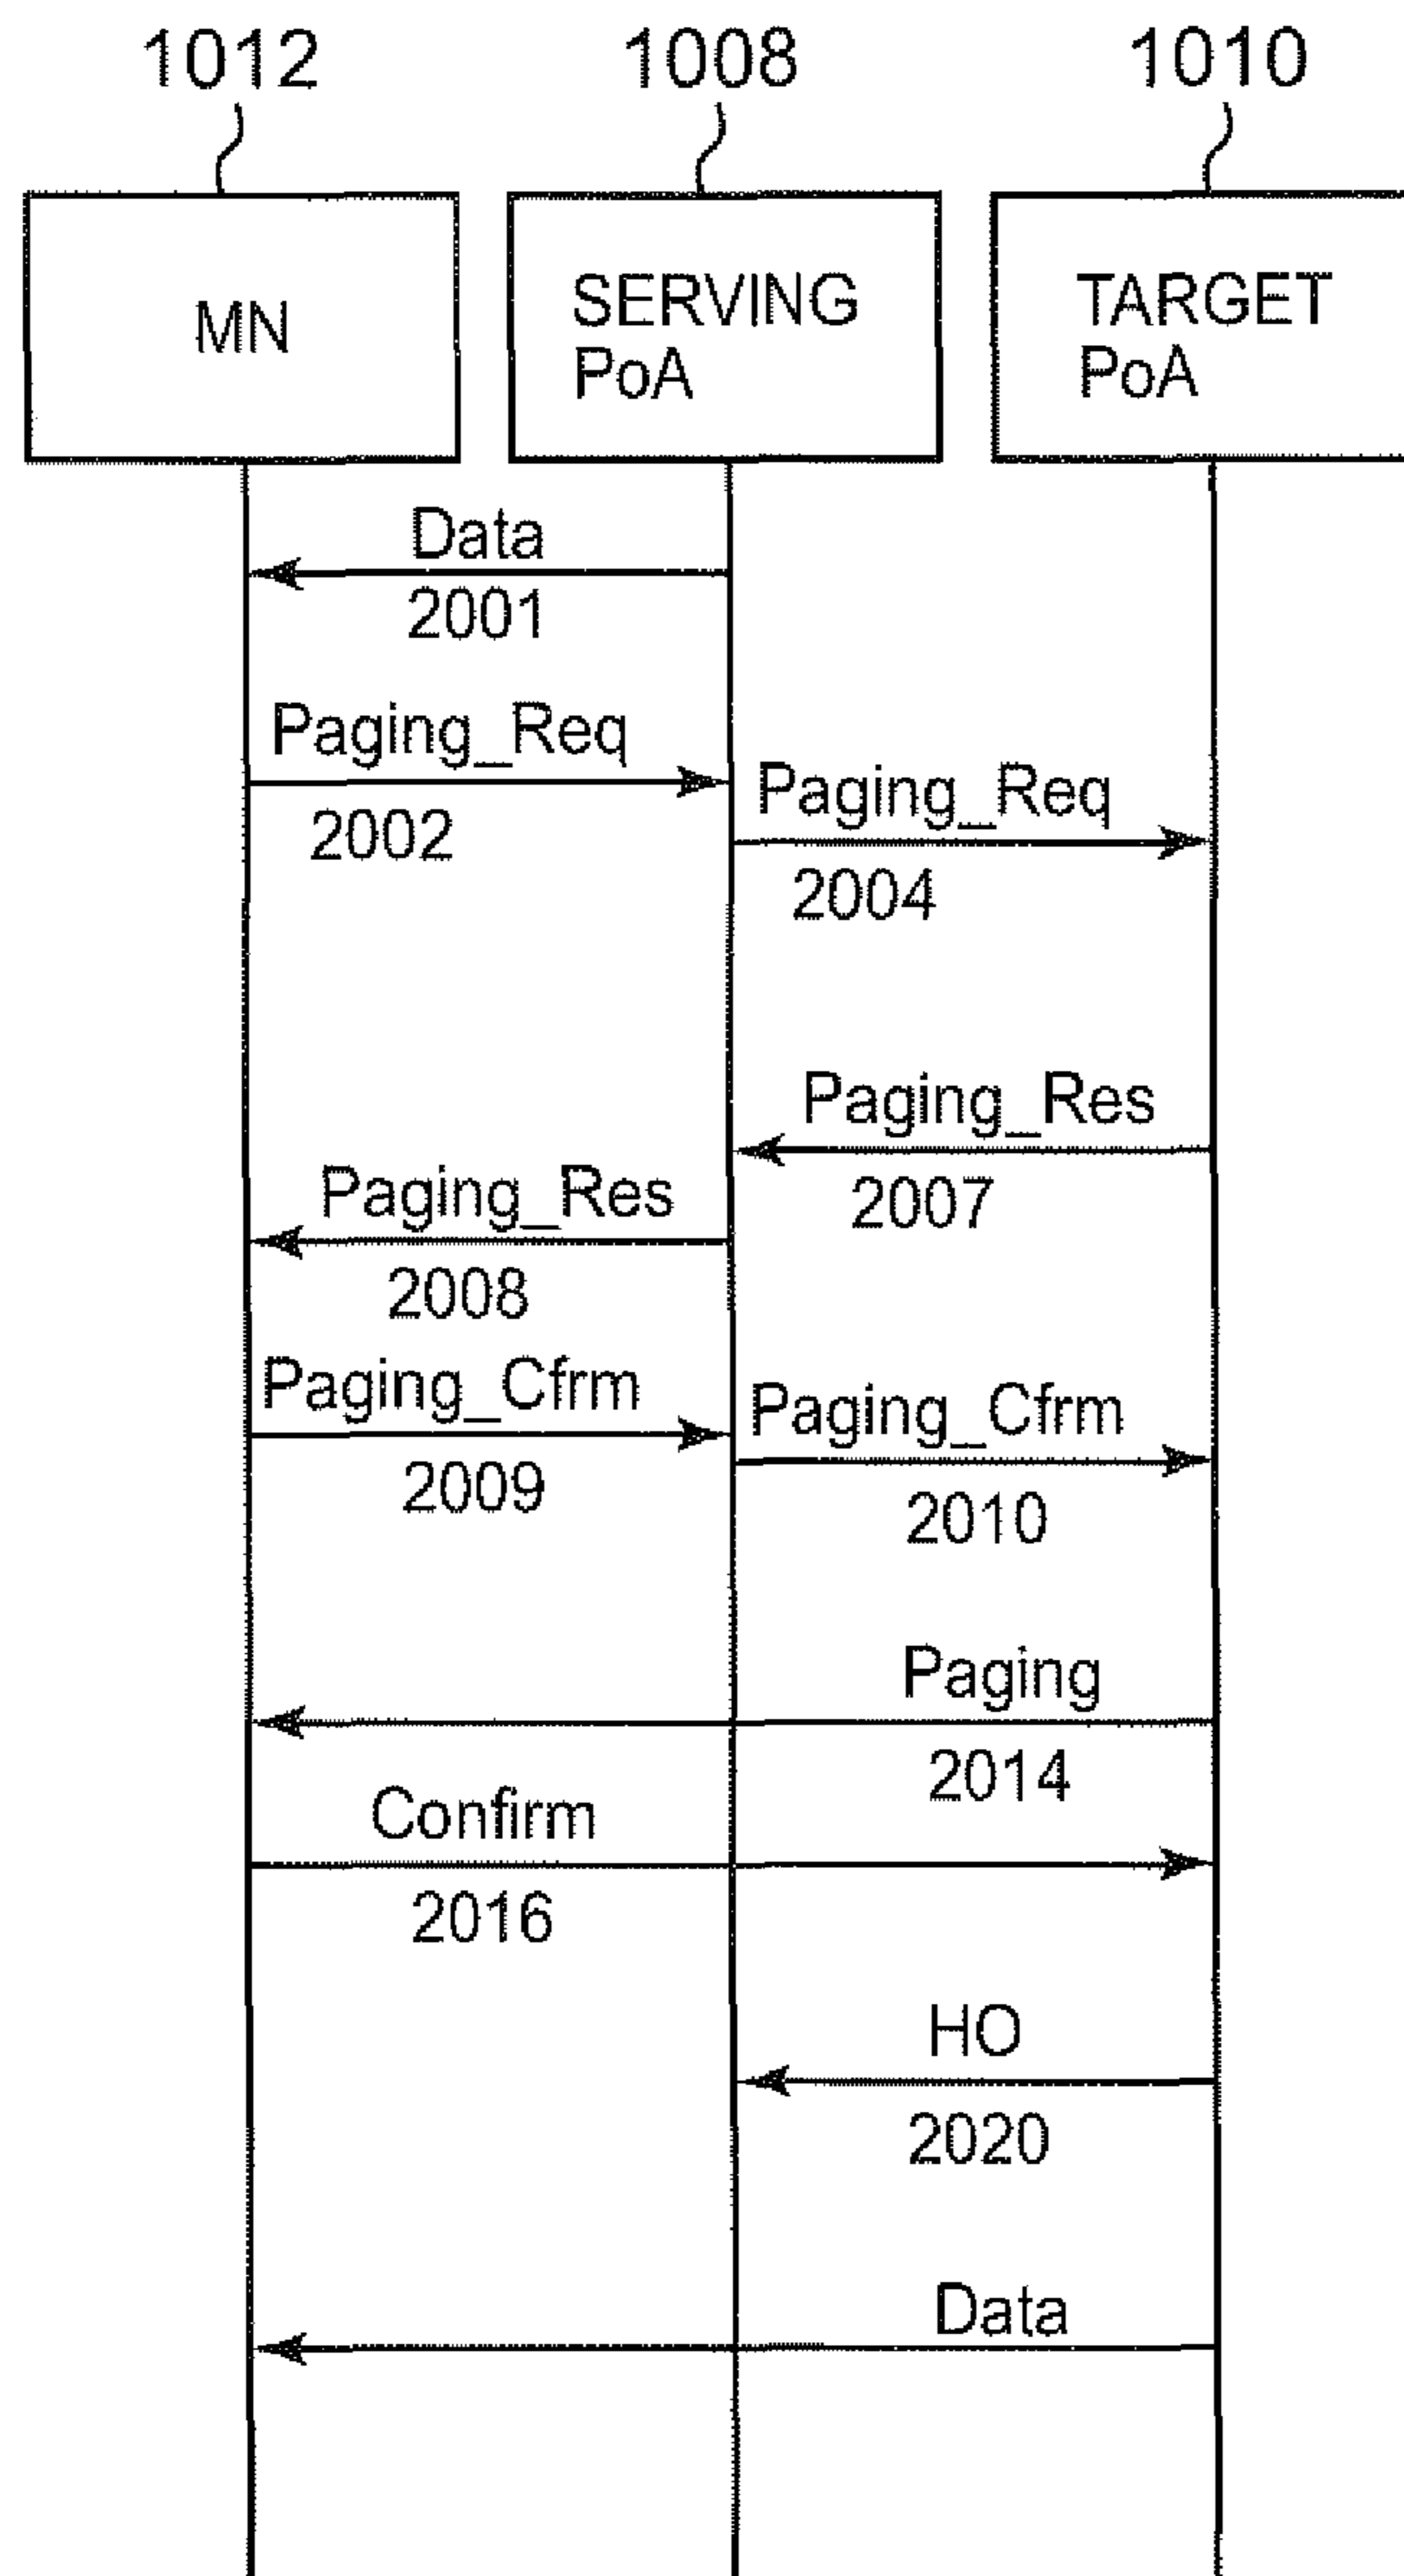 1012
1008
1010
MN
SERVING
PoA
TARGET
PoA
Data
2001
Paging_Req
2002
Paging_Req
2004
Paging_Res
2007
Paging_Res
2008
Paging_Cfrm
2009
Paging_Cfrm
2010
Paging
2014
Confirm
2016
HO
2020
Data